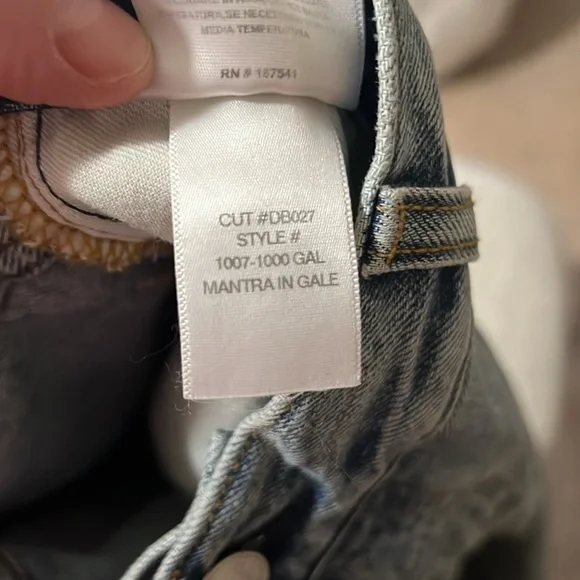 MEDIA TEMPERATURA
RN # 167541
CUT #DB027
STYLE #
1007-1000 GAL
MANTRA IN GALE